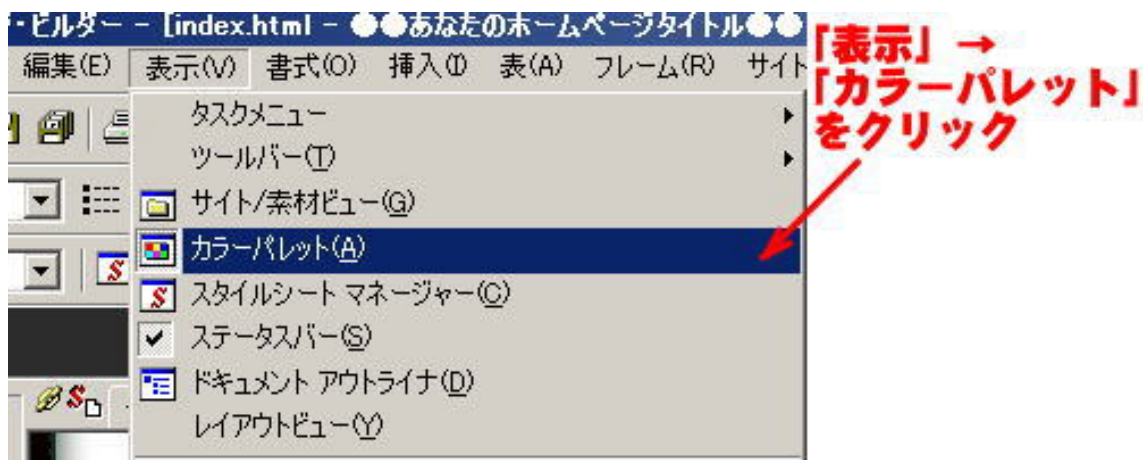 ・ビルダー - [index.html - ●●あなたのホームページタイトル●●
編集(E) 表示(V) 書式(O) 挿入(I) 表(A) フレーム(R) サイト
タスクメニュー
ツールバー(T)
サイト/素材ビュー(G)
カラーパレット(A)
スタイルシート マネージャー(C)
ステータスバー(S)
ドキュメント アウトライナ(D)
レイアウトビュー(Y)
「表示」→
「カラーパレット」
をクリック